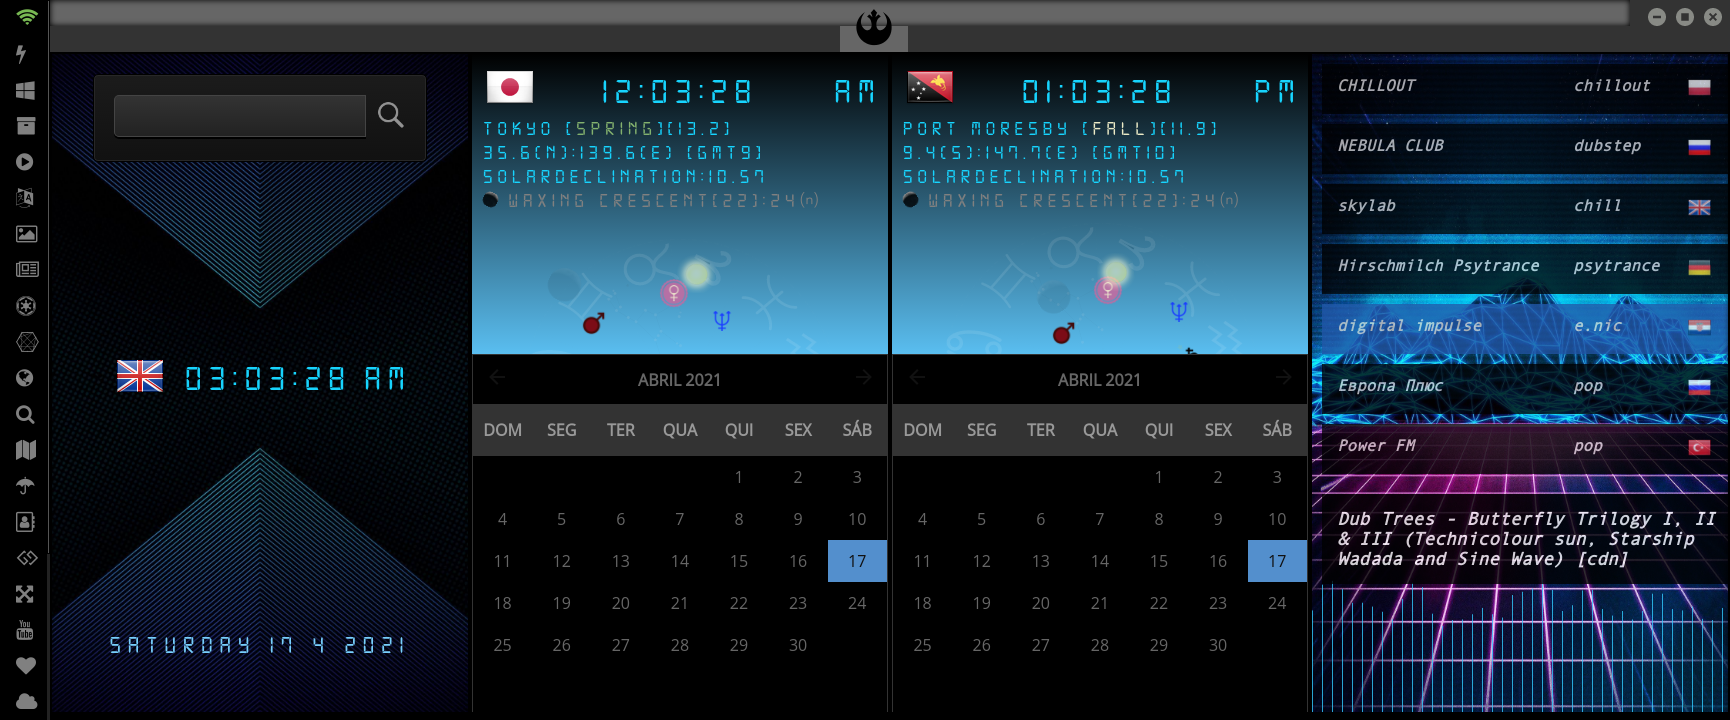 03:03:28 AM
SATURDAY 17 4 2021
12:03:28 AM
TOKYO [SPRING][13.2]
35.6(N):139.6(E) [GMT9]
SOLARDECLINATION:10.57
WAXING CRESCENT[22]:24(n)
ABRIL 2021
DOM SEG TER QUA QUI SEX SÁB
1 2 3
4 5 6 7 8 9 10
11 12 13 14 15 16 17
18 19 20 21 22 23 24
25 26 27 28 29 30
01:03:28 PM
PORT MORESBY [FALL][11.9]
9.4(S):147.7(E) [GMT10]
SOLARDECLINATION:10.57
WAXING CRESCENT[22]:24(n)
ABRIL 2021
DOM SEG TER QUA QUI SEX SÁB
1 2 3
4 5 6 7 8 9 10
11 12 13 14 15 16 17
18 19 20 21 22 23 24
25 26 27 28 29 30
CHILLOUT chillout
NEBULA CLUB dubstep
skylab chill
Hirschmilch Psytrance psytrance
digital impulse e.nic
Европа Плюс pop
Power FM pop
Dub Trees - Butterfly Trilogy I, II
& III (Technicolour sun, Starship
Wadada and Sine Wave) [cdn]
You
Tube